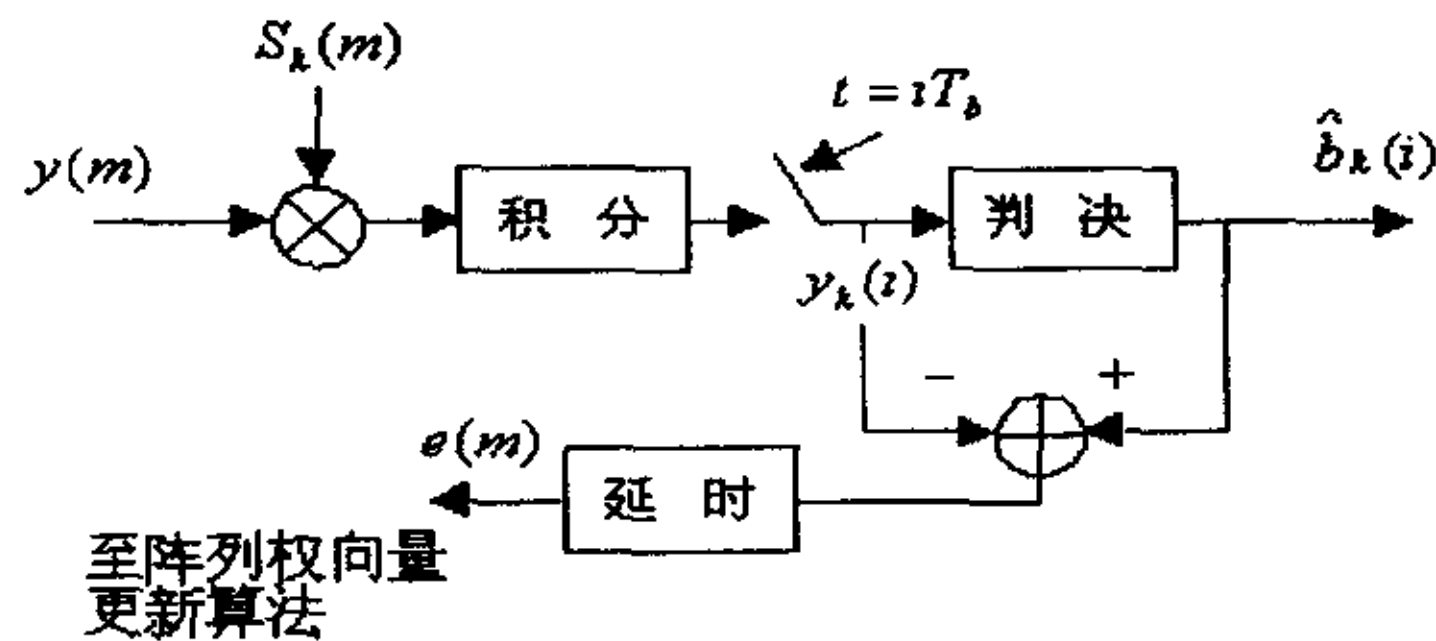 S_k(m)
t = iT_b
y(m)
积 分
判 决
b̂_k(i)
y_k(i)
− +
e(m)
延 时
至阵列权向量
更新算法